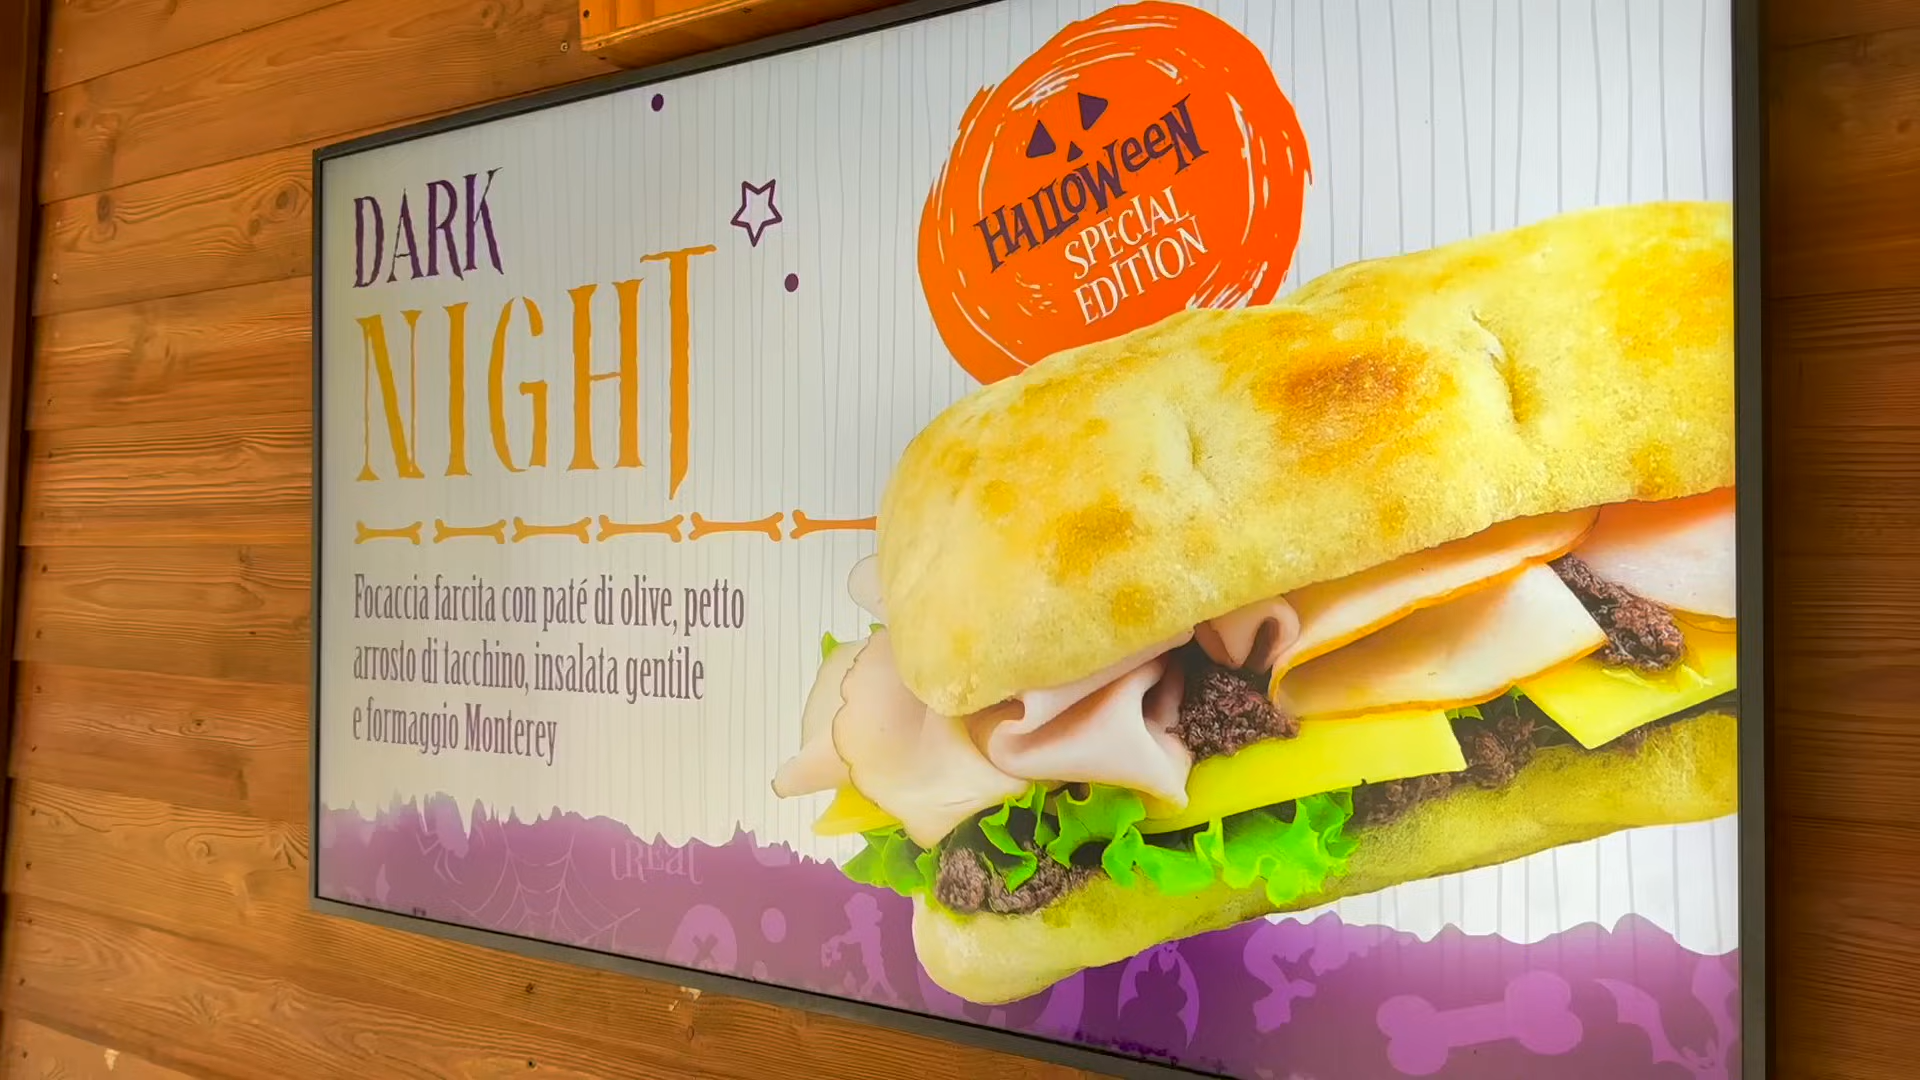 DARK
NIGHT
HALLOWeeN
SPECIAL
EDITION
Focaccia farcita con paté di olive, petto
arrosto di tacchino, insalata gentile
e formaggio Monterey
tReat